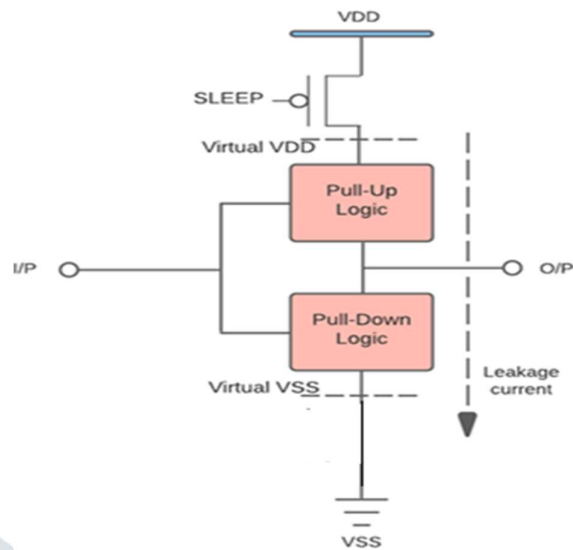 VDD
SLEEP
Virtual VDD
Pull-Up
Logic
I/P
O/P
Pull-Down
Logic
Leakage
current
Virtual VSS
VSS